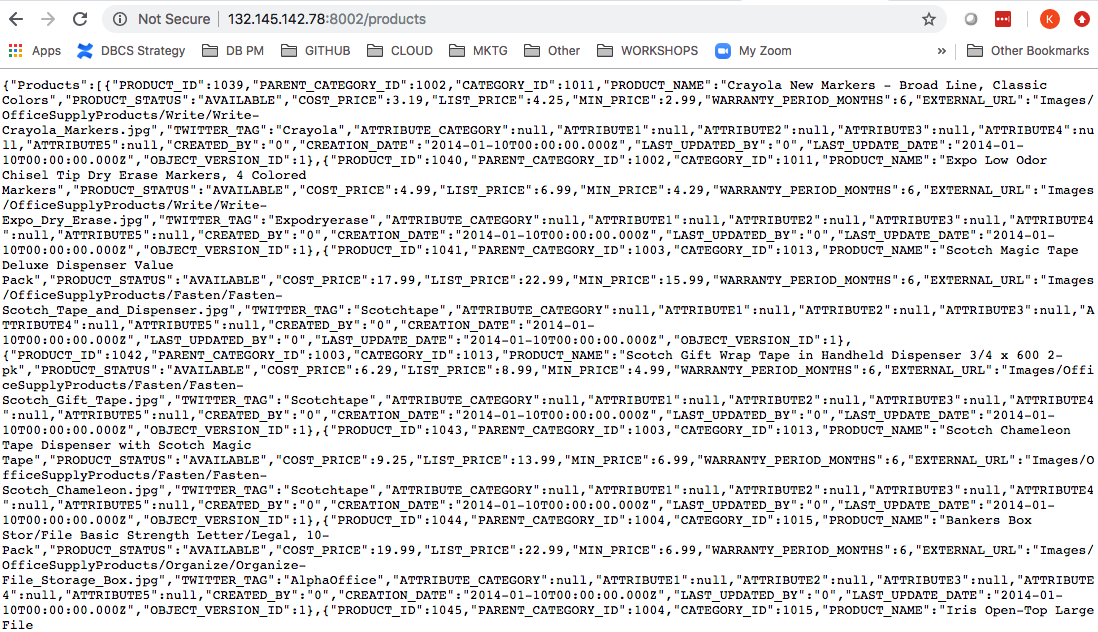 Not Secure | 132.145.142.78:8002/products
K
Apps DBCS Strategy DB PM GITHUB CLOUD MKTG Other WORKSHOPS My Zoom » Other Bookmarks
{"Products":[{"PRODUCT_ID":1039,"PARENT_CATEGORY_ID":1002,"CATEGORY_ID":1011,"PRODUCT_NAME":"Crayola New Markers - Broad Line, Classic
Colors","PRODUCT_STATUS":"AVAILABLE","COST_PRICE":3.19,"LIST_PRICE":4.25,"MIN_PRICE":2.99,"WARRANTY_PERIOD_MONTHS":6,"EXTERNAL_URL":"Images/
OfficeSupplyProducts/Write/Write-
Crayola_Markers.jpg","TWITTER_TAG":"Crayola","ATTRIBUTE_CATEGORY":null,"ATTRIBUTE1":null,"ATTRIBUTE2":null,"ATTRIBUTE3":null,"ATTRIBUTE4":nu
ll,"ATTRIBUTE5":null,"CREATED_BY":"0","CREATION_DATE":"2014-01-10T00:00:00.000Z","LAST_UPDATED_BY":"0","LAST_UPDATE_DATE":"2014-01-
10T00:00:00.000Z","OBJECT_VERSION_ID":1},{"PRODUCT_ID":1040,"PARENT_CATEGORY_ID":1002,"CATEGORY_ID":1011,"PRODUCT_NAME":"Expo Low Odor
Chisel Tip Dry Erase Markers, 4 Colored
Markers","PRODUCT_STATUS":"AVAILABLE","COST_PRICE":4.99,"LIST_PRICE":6.99,"MIN_PRICE":4.29,"WARRANTY_PERIOD_MONTHS":6,"EXTERNAL_URL":"Images
/OfficeSupplyProducts/Write/Write-
Expo_Dry_Erase.jpg","TWITTER_TAG":"Expodryerase","ATTRIBUTE_CATEGORY":null,"ATTRIBUTE1":null,"ATTRIBUTE2":null,"ATTRIBUTE3":null,"ATTRIBUTE4
":null,"ATTRIBUTE5":null,"CREATED_BY":"0","CREATION_DATE":"2014-01-10T00:00:00.000Z","LAST_UPDATED_BY":"0","LAST_UPDATE_DATE":"2014-01-
10T00:00:00.000Z","OBJECT_VERSION_ID":1},{"PRODUCT_ID":1041,"PARENT_CATEGORY_ID":1003,"CATEGORY_ID":1013,"PRODUCT_NAME":"Scotch Magic Tape
Deluxe Dispenser Value
Pack","PRODUCT_STATUS":"AVAILABLE","COST_PRICE":17.99,"LIST_PRICE":22.99,"MIN_PRICE":15.99,"WARRANTY_PERIOD_MONTHS":6,"EXTERNAL_URL":"Images
/OfficeSupplyProducts/Fasten/Fasten-
Scotch_Tape_and_Dispenser.jpg","TWITTER_TAG":"Scotchtape","ATTRIBUTE_CATEGORY":null,"ATTRIBUTE1":null,"ATTRIBUTE2":null,"ATTRIBUTE3":null,"A
TTRIBUTE4":null,"ATTRIBUTE5":null,"CREATED_BY":"0","CREATION_DATE":"2014-01-
10T00:00:00.000Z","LAST_UPDATED_BY":"0","LAST_UPDATE_DATE":"2014-01-10T00:00:00.000Z","OBJECT_VERSION_ID":1},
{"PRODUCT_ID":1042,"PARENT_CATEGORY_ID":1003,"CATEGORY_ID":1013,"PRODUCT_NAME":"Scotch Gift Wrap Tape in Handheld Dispenser 3/4 x 600 2-
pk","PRODUCT_STATUS":"AVAILABLE","COST_PRICE":6.29,"LIST_PRICE":8.99,"MIN_PRICE":4.99,"WARRANTY_PERIOD_MONTHS":6,"EXTERNAL_URL":"Images/Offi
ceSupplyProducts/Fasten/Fasten-
Scotch_Gift_Tape.jpg","TWITTER_TAG":"Scotchtape","ATTRIBUTE_CATEGORY":null,"ATTRIBUTE1":null,"ATTRIBUTE2":null,"ATTRIBUTE3":null,"ATTRIBUTE4
":null,"ATTRIBUTE5":null,"CREATED_BY":"0","CREATION_DATE":"2014-01-10T00:00:00.000Z","LAST_UPDATED_BY":"0","LAST_UPDATE_DATE":"2014-01-
10T00:00:00.000Z","OBJECT_VERSION_ID":1},{"PRODUCT_ID":1043,"PARENT_CATEGORY_ID":1003,"CATEGORY_ID":1013,"PRODUCT_NAME":"Scotch Chameleon
Tape Dispenser with Scotch Magic
Tape","PRODUCT_STATUS":"AVAILABLE","COST_PRICE":9.25,"LIST_PRICE":13.99,"MIN_PRICE":6.99,"WARRANTY_PERIOD_MONTHS":6,"EXTERNAL_URL":"Images/O
fficeSupplyProducts/Fasten/Fasten-
Scotch_Chameleon.jpg","TWITTER_TAG":"Scotchtape","ATTRIBUTE_CATEGORY":null,"ATTRIBUTE1":null,"ATTRIBUTE2":null,"ATTRIBUTE3":null,"ATTRIBUTE4
":null,"ATTRIBUTE5":null,"CREATED_BY":"0","CREATION_DATE":"2014-01-10T00:00:00.000Z","LAST_UPDATED_BY":"0","LAST_UPDATE_DATE":"2014-01-
10T00:00:00.000Z","OBJECT_VERSION_ID":1},{"PRODUCT_ID":1044,"PARENT_CATEGORY_ID":1004,"CATEGORY_ID":1015,"PRODUCT_NAME":"Bankers Box
Stor/File Basic Strength Letter/Legal, 10-
Pack","PRODUCT_STATUS":"AVAILABLE","COST_PRICE":19.99,"LIST_PRICE":22.99,"MIN_PRICE":6.99,"WARRANTY_PERIOD_MONTHS":6,"EXTERNAL_URL":"Images/
OfficeSupplyProducts/Organize/Organize-
File_Storage_Box.jpg","TWITTER_TAG":"AlphaOffice","ATTRIBUTE_CATEGORY":null,"ATTRIBUTE1":null,"ATTRIBUTE2":null,"ATTRIBUTE3":null,"ATTRIBUTE
4":null,"ATTRIBUTE5":null,"CREATED_BY":"0","CREATION_DATE":"2014-01-10T00:00:00.000Z","LAST_UPDATED_BY":"0","LAST_UPDATE_DATE":"2014-01-
10T00:00:00.000Z","OBJECT_VERSION_ID":1},{"PRODUCT_ID":1045,"PARENT_CATEGORY_ID":1004,"CATEGORY_ID":1015,"PRODUCT_NAME":"Iris Open-Top Large
File